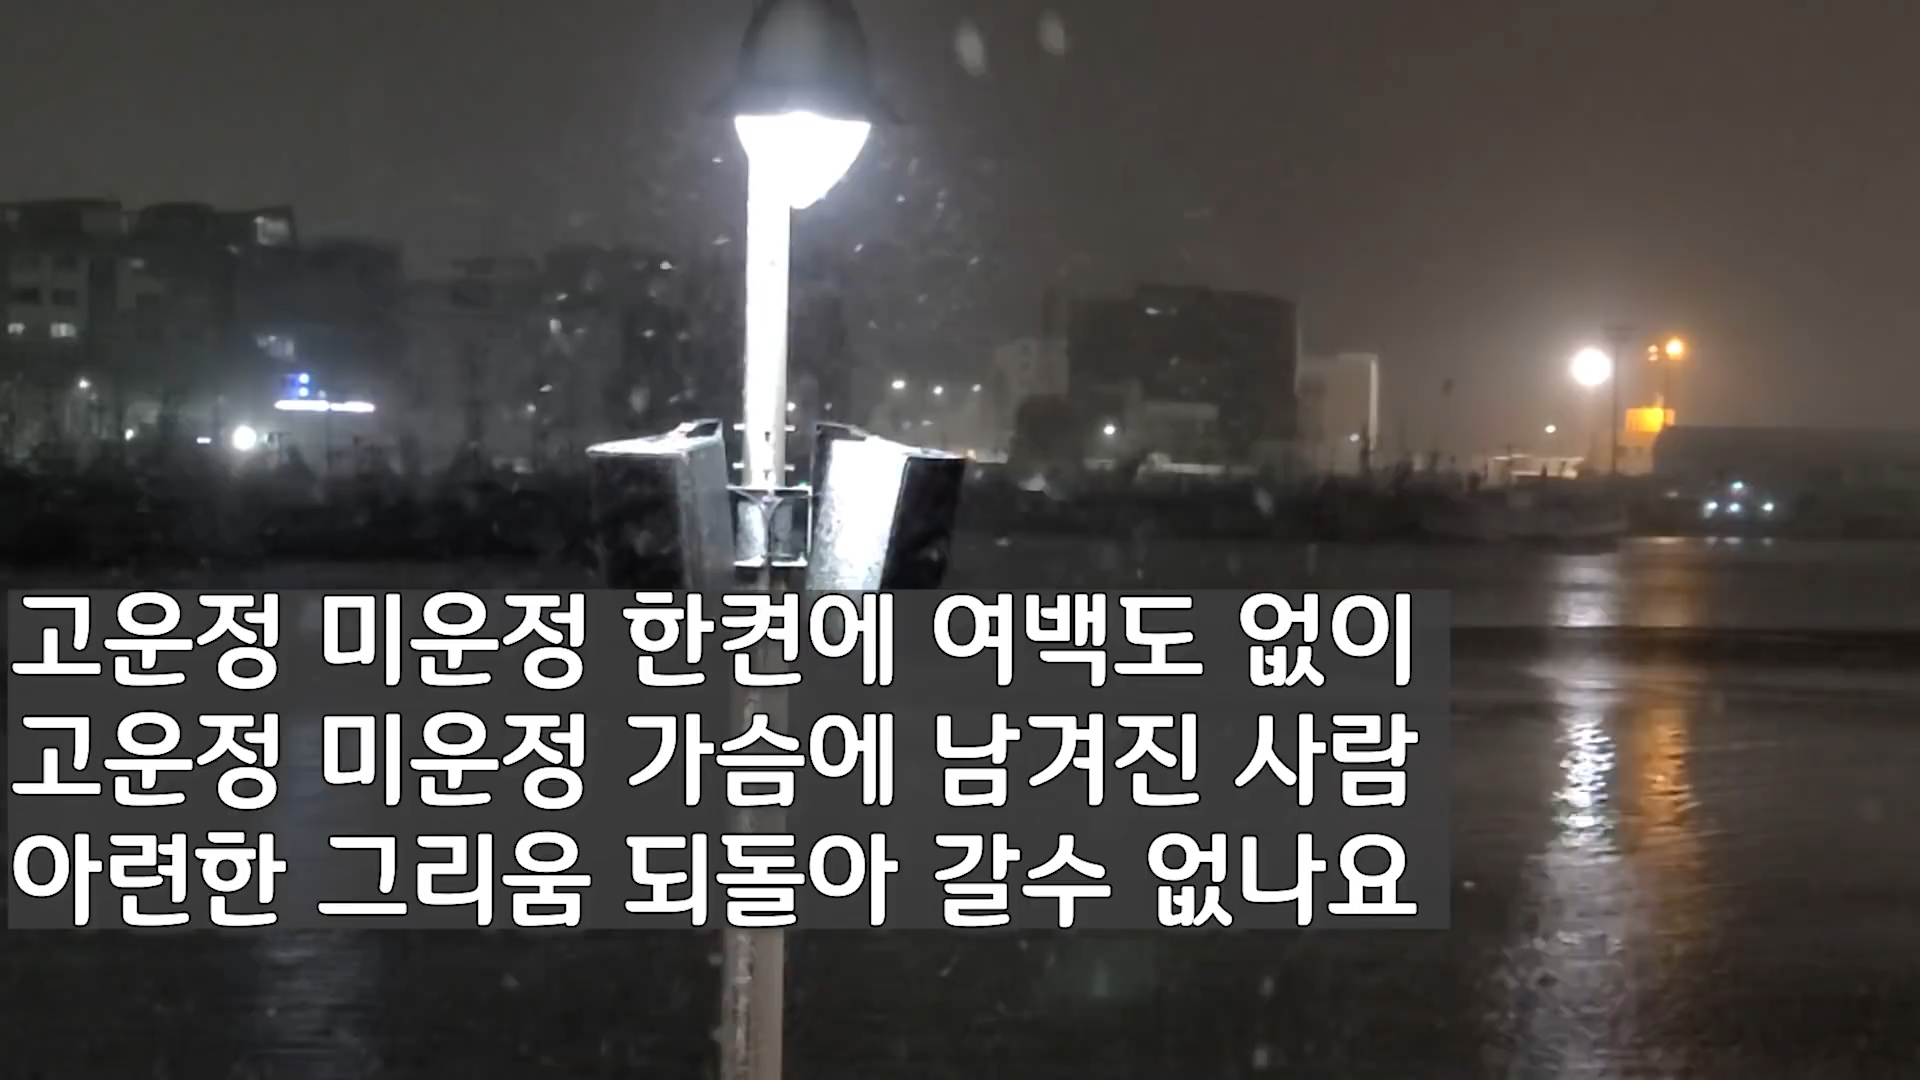 고운정 미운정 한켠에 여백도 없이
고운정 미운정 가슴에 남겨진 사람
아련한 그리움 되돌아 갈수 없나요